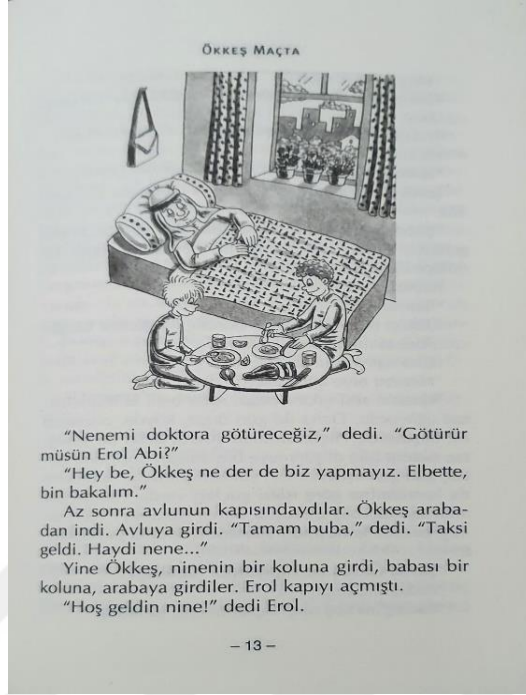 ÖKKEŞ MAÇTA
“Nenemi doktora götüreceğiz,” dedi. “Götürür
müsün Erol Abi?”
“Hey be, Ökkeş ne der de biz yapmayız. Elbette,
bin bakalım.”
Az sonra avlunun kapısındaydılar. Ökkeş araba-
dan indi. Avluya girdi. “Tamam buba,” dedi. “Taksi
geldi. Haydi nene...”
Yine Ökkeş, ninenin bir koluna girdi, babası bir
koluna, arabaya girdiler. Erol kapıyı açmıştı.
“Hoş geldin nine!” dedi Erol.
– 13 –